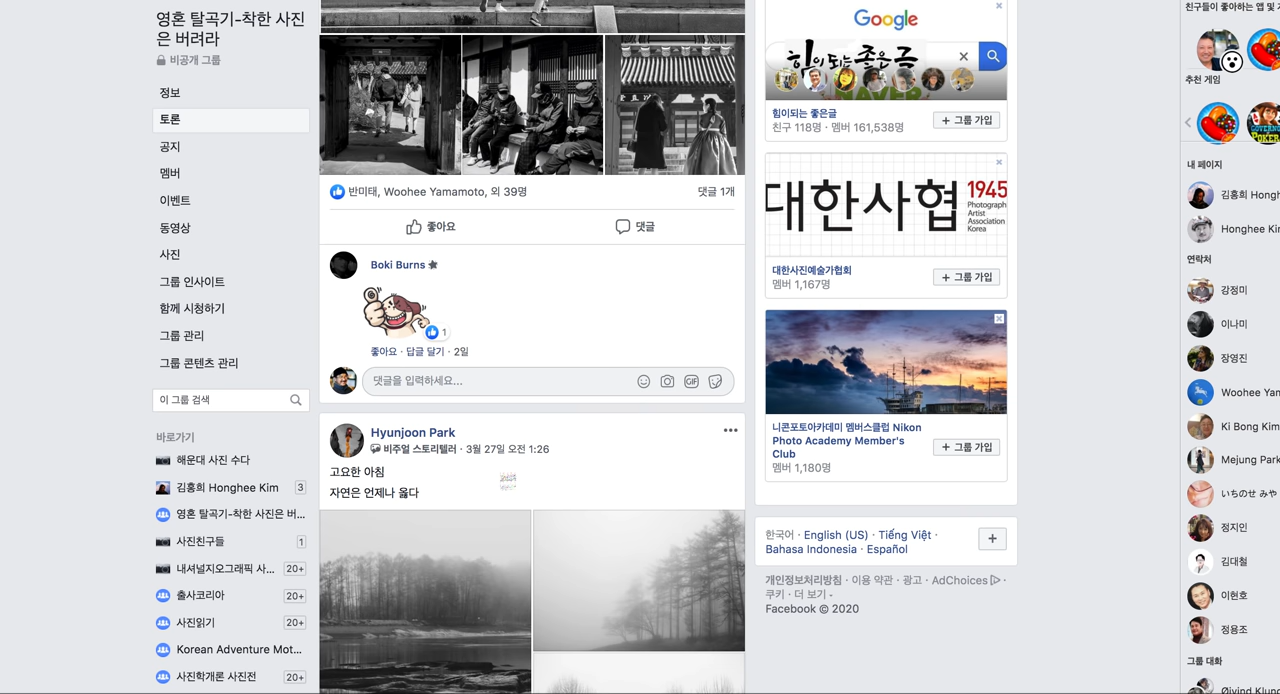 영혼 탈곡기-착한 사진
은 버려라
비공개 그룹
정보
토론
공지
멤버
이벤트
동영상
사진
그룹 인사이트
함께 시청하기
그룹 관리
그룹 콘텐츠 관리
이 그룹 검색
바로가기
해운대 사진 수다
김홍희 Honghee Kim 3
영혼 탈곡기-착한 사진은 버...
사진친구들 1
내셔널지오그래픽 사... 20+
출사코리아 20+
사진읽기 20+
Korean Adventure Mot...
사진학개론 사진전 20+
반미태, Woohee Yamamoto, 외 39명 댓글 1개
좋아요 댓글
Boki Burns
1
좋아요 · 답글 달기 · 2일
댓글을 입력하세요...
GIF
Hyunjoon Park
비주얼 스토리텔러 · 3월 27일 오전 1:26
고요한 아침
자연은 언제나 옳다
Google
힘이 되는 좋은글
NAVER
힘이되는 좋은글
친구 118명 · 멤버 161,538명
+ 그룹 가입
대한사협
1945
Photograph
Artist
Association
Korea
대한사진예술가협회
멤버 1,167명
+ 그룹 가입
니콘포토아카데미 멤버스클럽 Nikon
Photo Academy Member's
Club
멤버 1,180명
+ 그룹 가입
한국어 · English (US) · Tiếng Việt ·
Bahasa Indonesia · Español
개인정보처리방침 · 이용 약관 · 광고 · AdChoices ·
쿠키 · 더 보기
Facebook © 2020
친구들이 좋아하는 앱 및
추천 게임
GOVERNOR
POKER
내 페이지
김홍희 Hongh
Honghee Ki
연락처
강정미
이나미
장영진
Woohee Yan
Ki Bong Kim
Mejung Park
いちのせ みや
정지인
김대철
이현호
정용조
그룹 대화
Øivind Klung